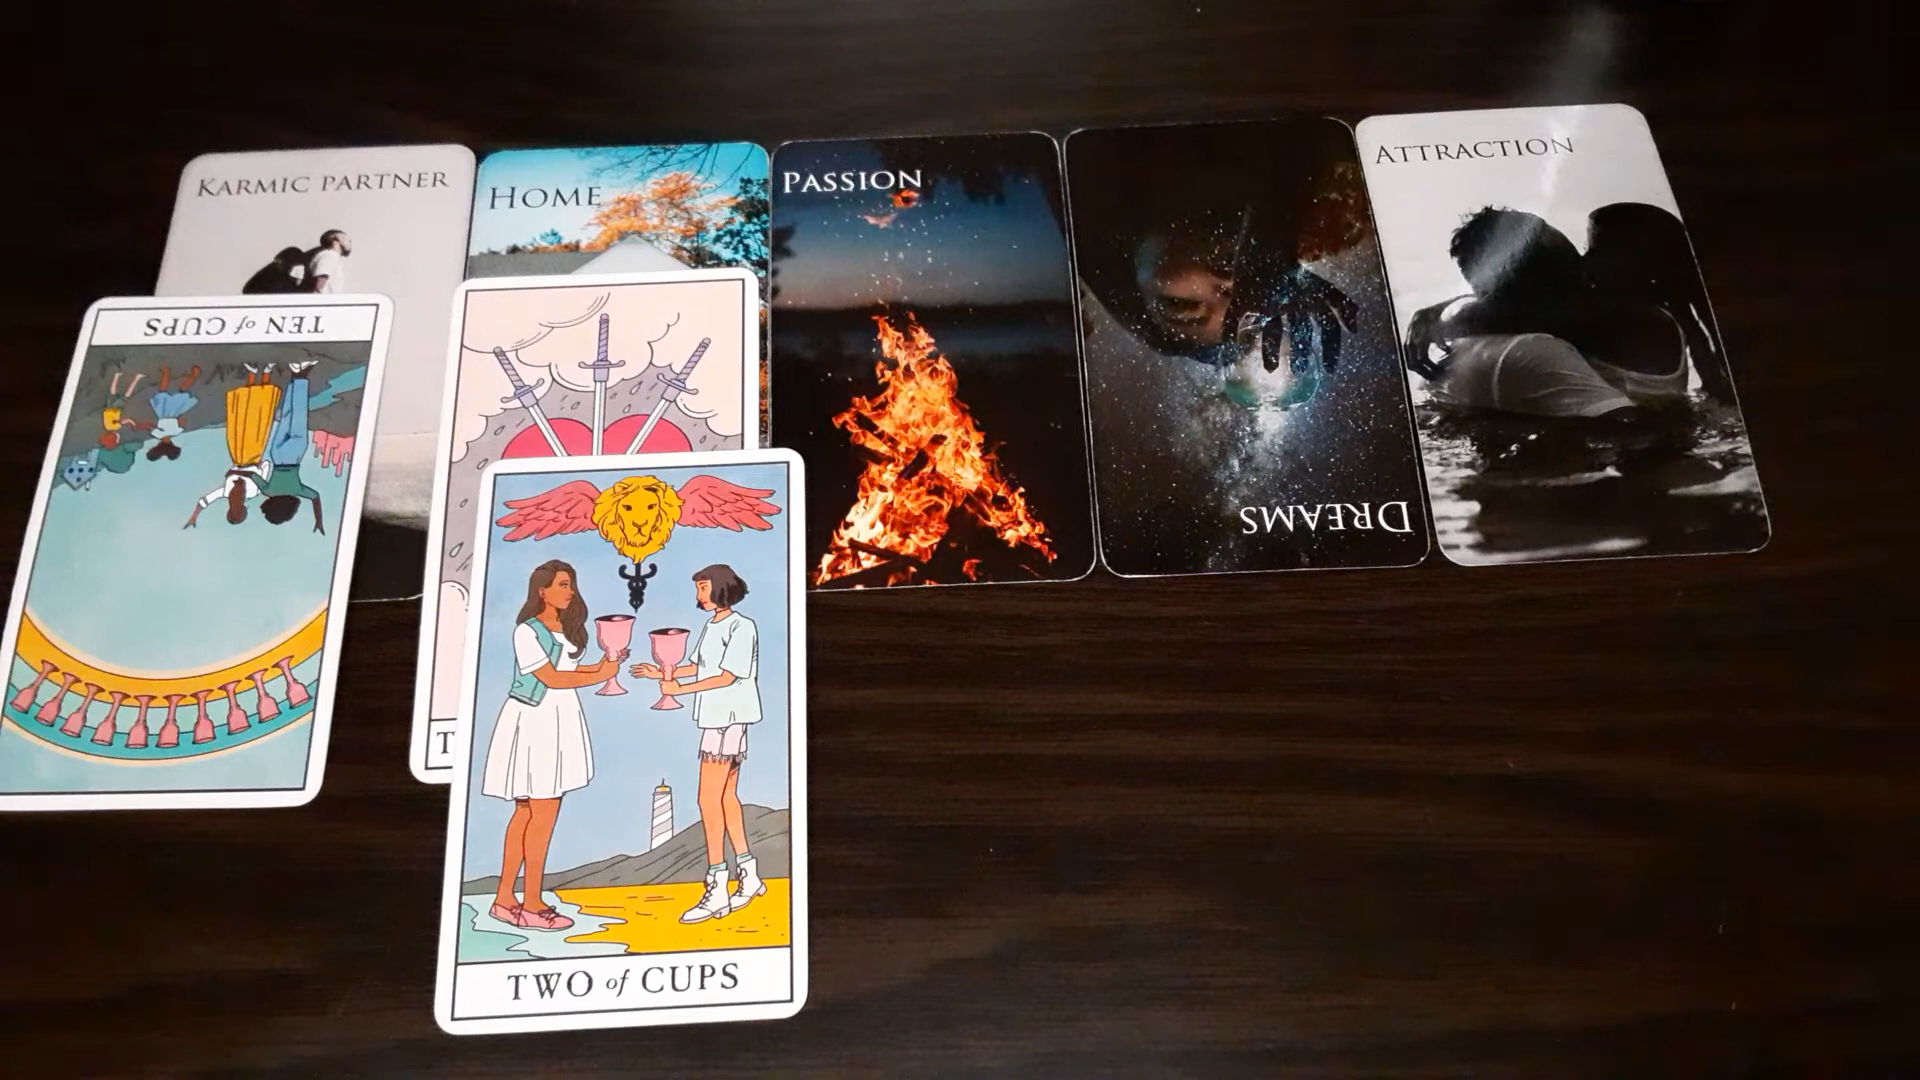 KARMIC PARTNER
HOME
PASSION
DREAMS
ATTRACTION
TEN of CUPS
T
TWO of CUPS